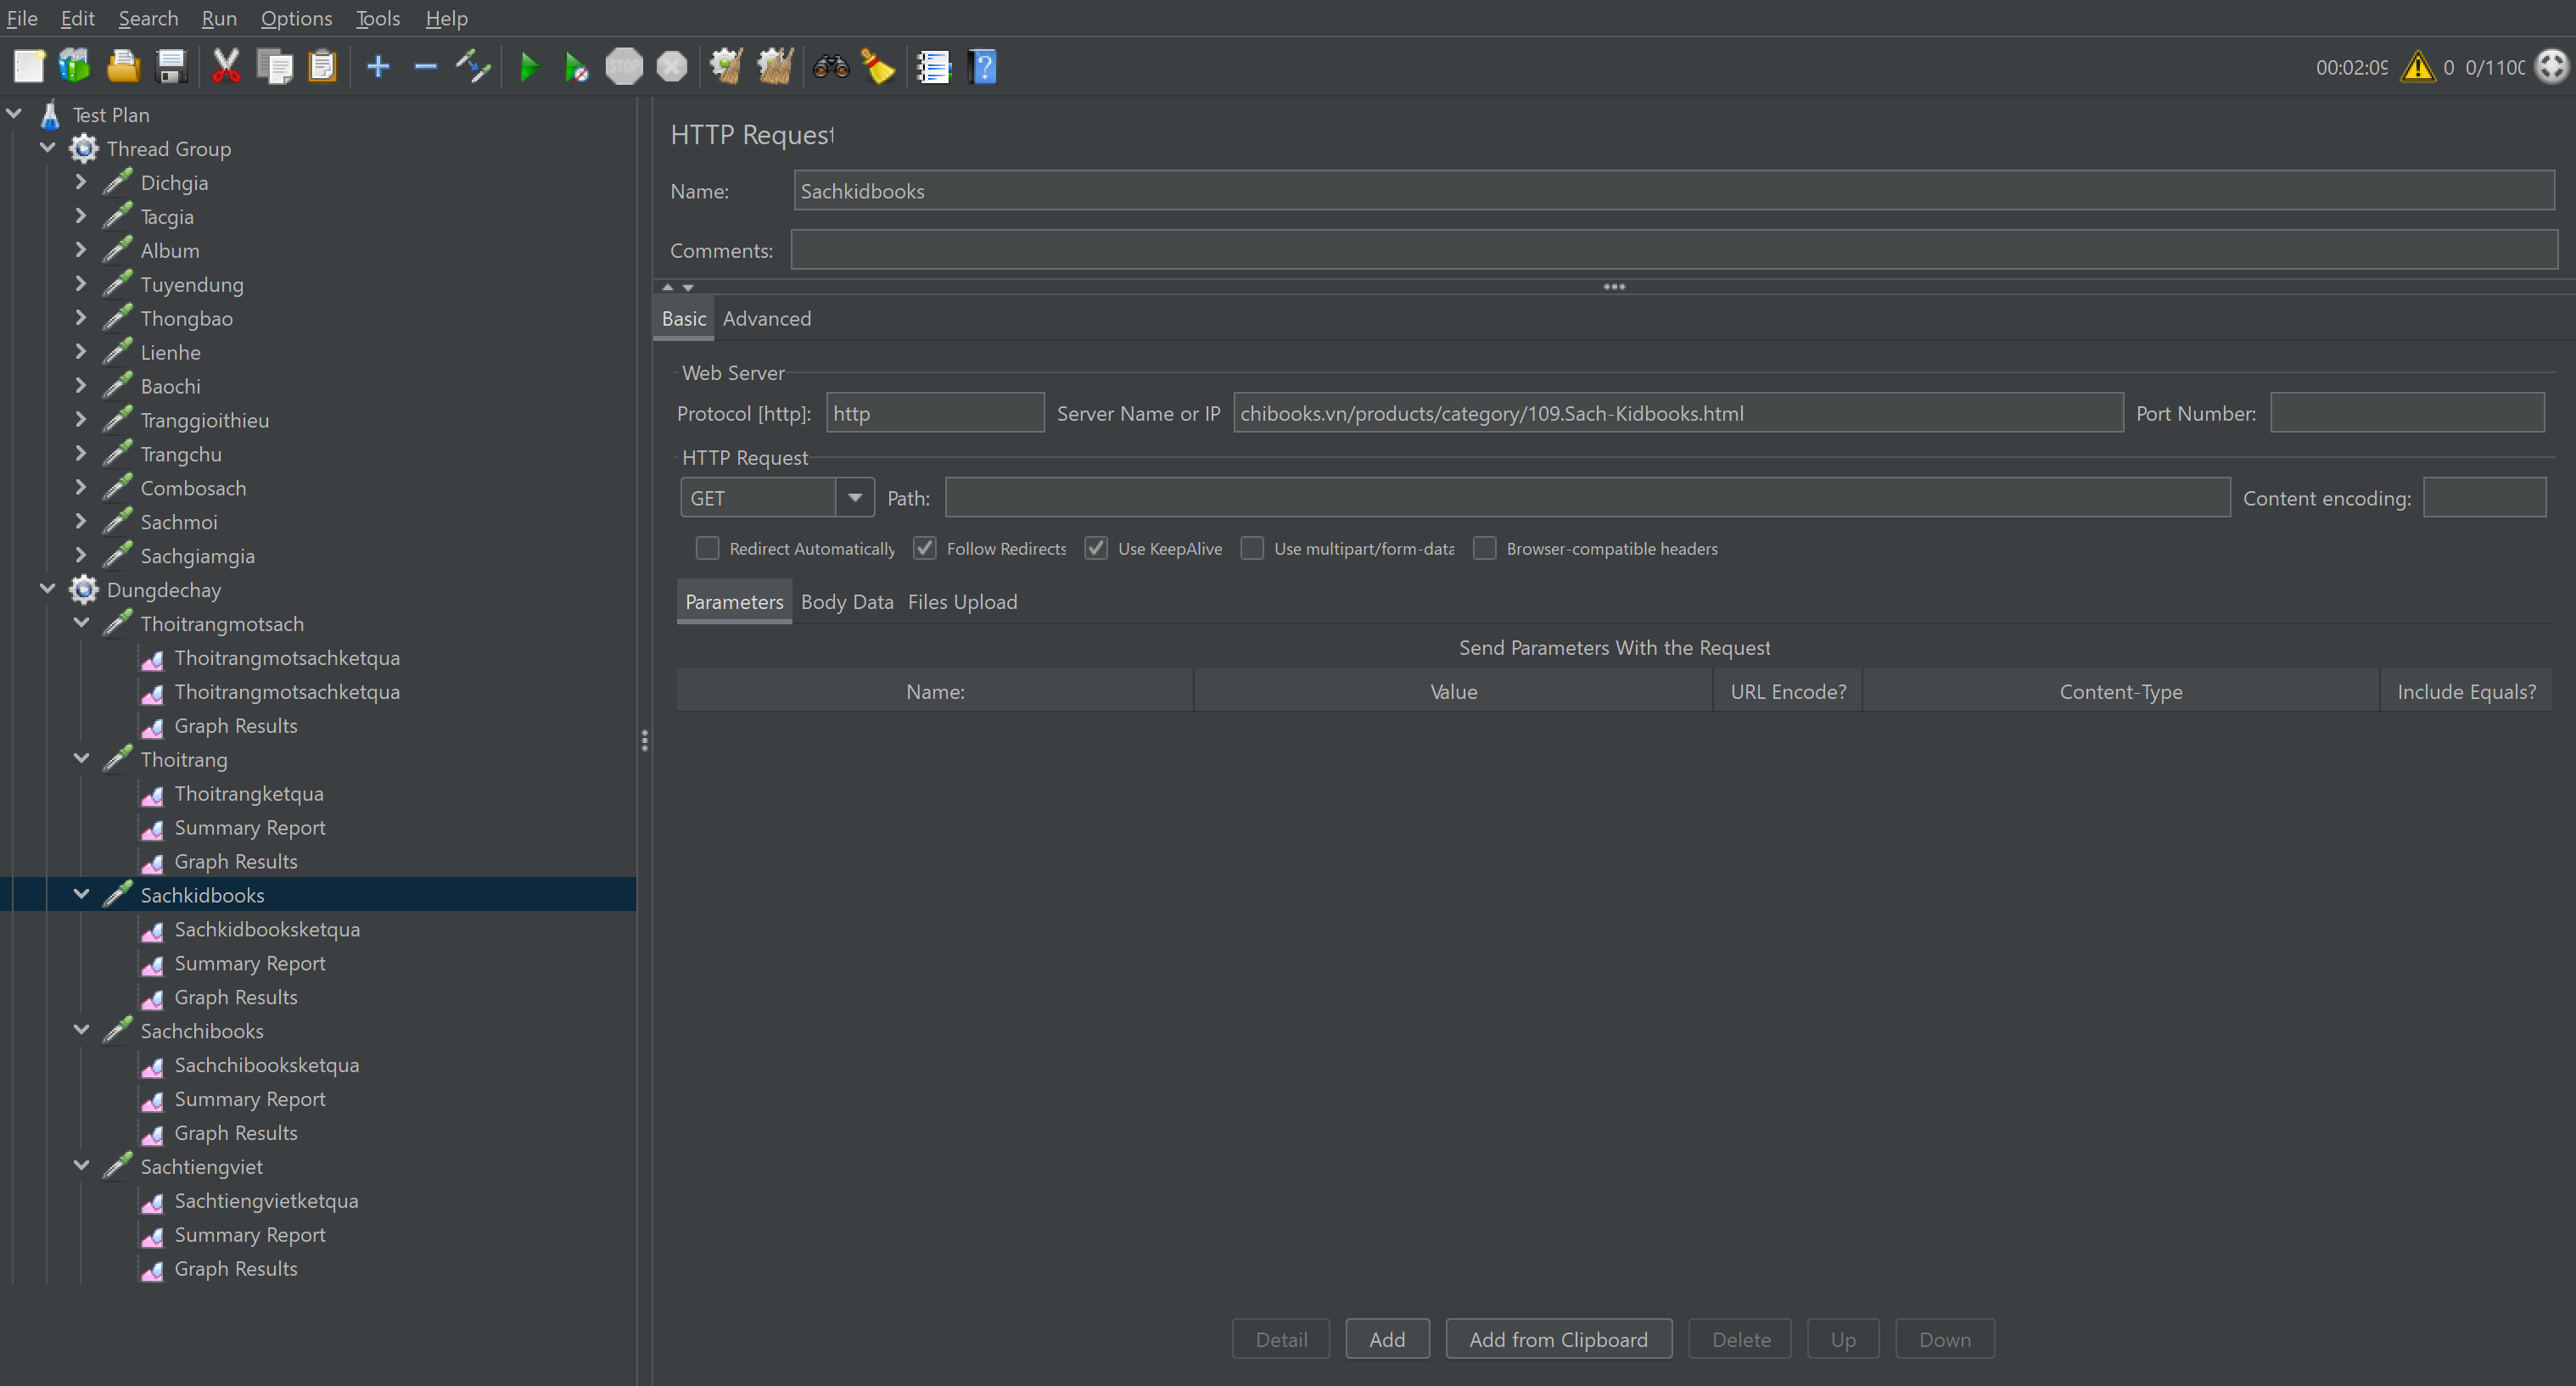 File Edit Search Run Options Tools Help
STOP
00:02:09 0 0/1100
Test Plan
Thread Group
Dichgia
Tacgia
Album
Tuyendung
Thongbao
Lienhe
Baochi
Tranggioithieu
Trangchu
Combosach
Sachmoi
Sachgiamgia
Dungdechay
Thoitrangmotsach
Thoitrangmotsachketqua
Thoitrangmotsachketqua
Graph Results
Thoitrang
Thoitrangketqua
Summary Report
Graph Results
Sachkidbooks
Sachkidbooksketqua
Summary Report
Graph Results
Sachchibooks
Sachchibooksketqua
Summary Report
Graph Results
Sachtiengviet
Sachtiengvietketqua
Summary Report
Graph Results
HTTP Request
Name: Sachkidbooks
Comments:
Basic Advanced
Web Server
Protocol [http]: http Server Name or IP chibooks.vn/products/category/109.Sach-Kidbooks.html Port Number:
HTTP Request
GET Path: Content encoding:
Redirect Automatically Follow Redirects Use KeepAlive Use multipart/form-data Browser-compatible headers
Parameters Body Data Files Upload
Send Parameters With the Request
Name: Value URL Encode? Content-Type Include Equals?
Detail Add Add from Clipboard Delete Up Down